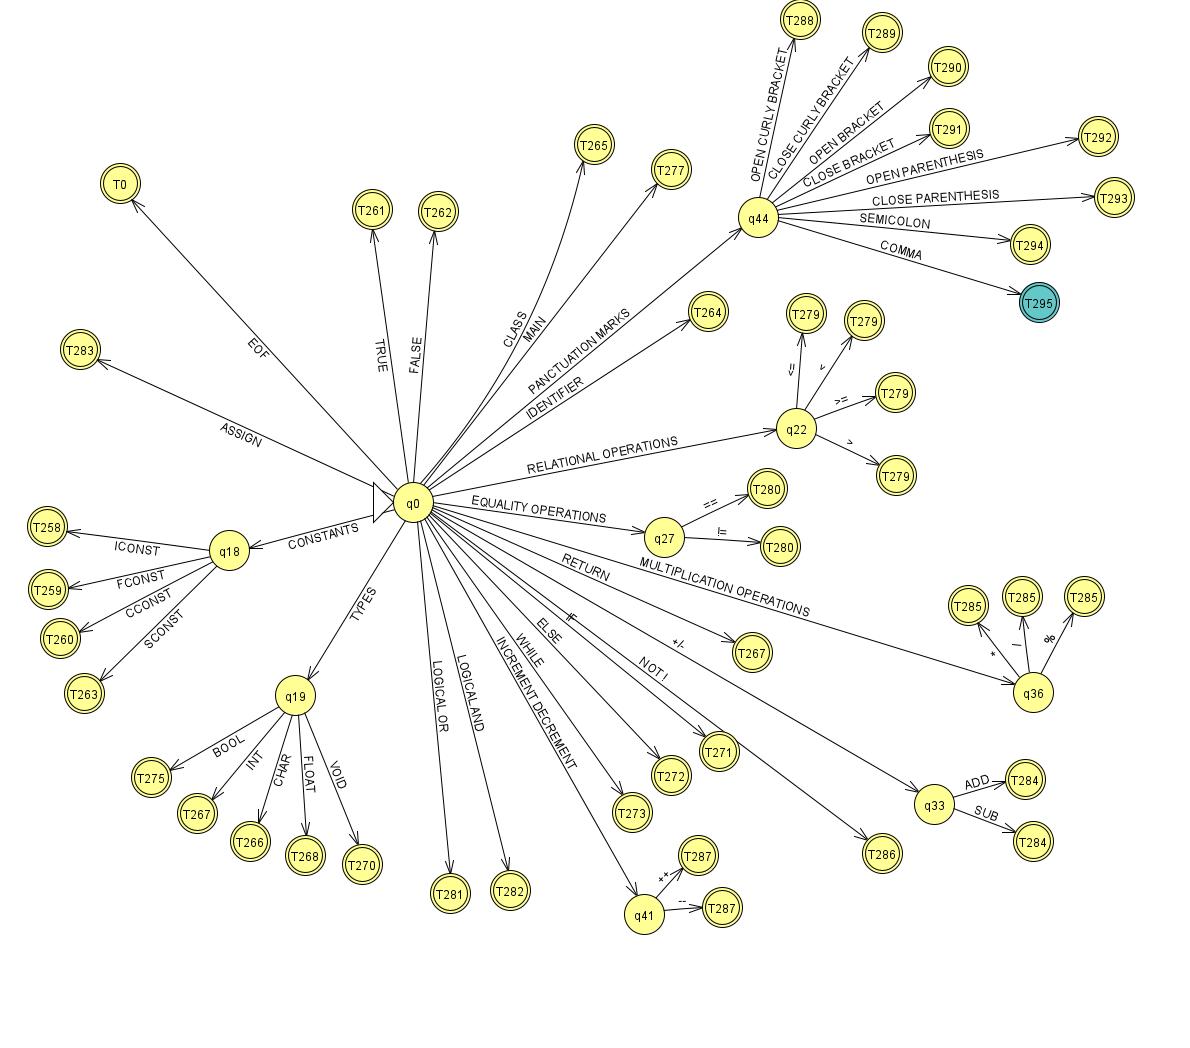 T288
T289
T290
T291
T292
T293
T294
T295
OPEN CURLY BRACKET
CLOSE CURLY BRACKET
OPEN BRACKET
CLOSE BRACKET
OPEN PARENTHESIS
CLOSE PARENTHESIS
SEMICOLON
COMMA
q44
T0
T261
T262
T265
T277
T264
T283
EOF
TRUE
FALSE
CLASS
MAIN
PANCTUATION MARKS
IDENTIFIER
ASSIGN
q0
RELATIONAL OPERATIONS
q22
<=
T279
<
T279
>=
T279
>
T279
EQUALITY OPERATIONS
q27
==
T280
!=
T280
CONSTANTS
q18
ICONST
T258
FCONST
T259
CCONST
T260
SCONST
T263
TYPES
q19
BOOL
T275
INT
T267
CHAR
T266
FLOAT
T268
VOID
T270
RETURN
T267
MULTIPLICATION OPERATIONS
q36
*
T285
/
T285
%
T285
IF
T271
+/-
q33
ADD
T284
SUB
T284
NOT !
T286
ELSE
T272
WHILE
T273
INCREMENT DECREMENT
q41
++
T287
--
T287
LOGICAL OR
T281
LOGICAL AND
T282